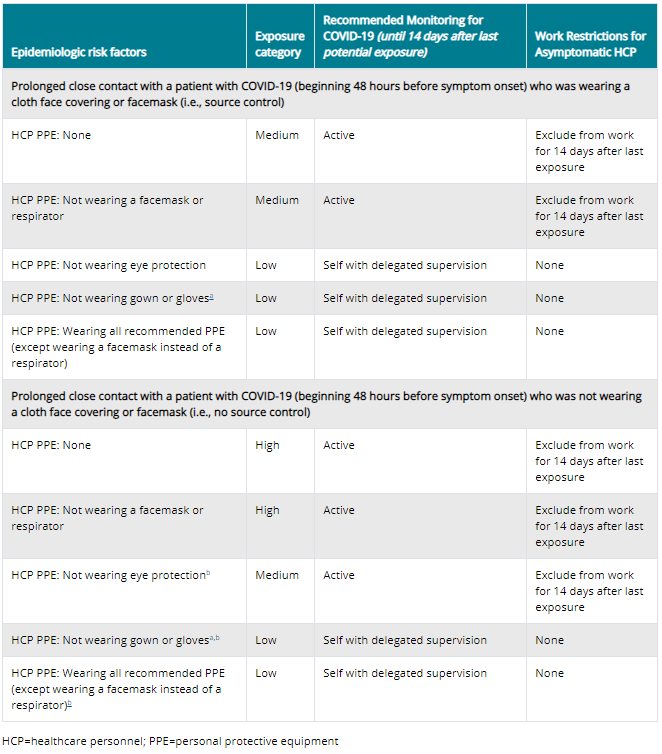 Epidemiologic risk factors
Exposure
category
Recommended Monitoring for
COVID-19 (until 14 days after last
potential exposure)
Work Restrictions for
Asymptomatic HCP
Prolonged close contact with a patient with COVID-19 (beginning 48 hours before symptom onset) who was wearing a
cloth face covering or facemask (i.e., source control)
HCP PPE: None
Medium
Active
Exclude from work
for 14 days after last
exposure
HCP PPE: Not wearing a facemask or
respirator
Medium
Active
Exclude from work
for 14 days after last
exposure
HCP PPE: Not wearing eye protection
Low
Self with delegated supervision
None
HCP PPE: Not wearing gown or gloves a
Low
Self with delegated supervision
None
HCP PPE: Wearing all recommended PPE
(except wearing a facemask instead of a
respirator)
Low
Self with delegated supervision
None
Prolonged close contact with a patient with COVID-19 (beginning 48 hours before symptom onset) who was not wearing
a cloth face covering or facemask (i.e., no source control)
HCP PPE: None
High
Active
Exclude from work
for 14 days after last
exposure
HCP PPE: Not wearing a facemask or
respirator
High
Active
Exclude from work
for 14 days after last
exposure
HCP PPE: Not wearing eye protection b
Medium
Active
Exclude from work
for 14 days after last
exposure
HCP PPE: Not wearing gown or gloves a,b
Low
Self with delegated supervision
None
HCP PPE: Wearing all recommended PPE
(except wearing a facemask instead of a
respirator) b
Low
Self with delegated supervision
None
HCP=healthcare personnel; PPE=personal protective equipment